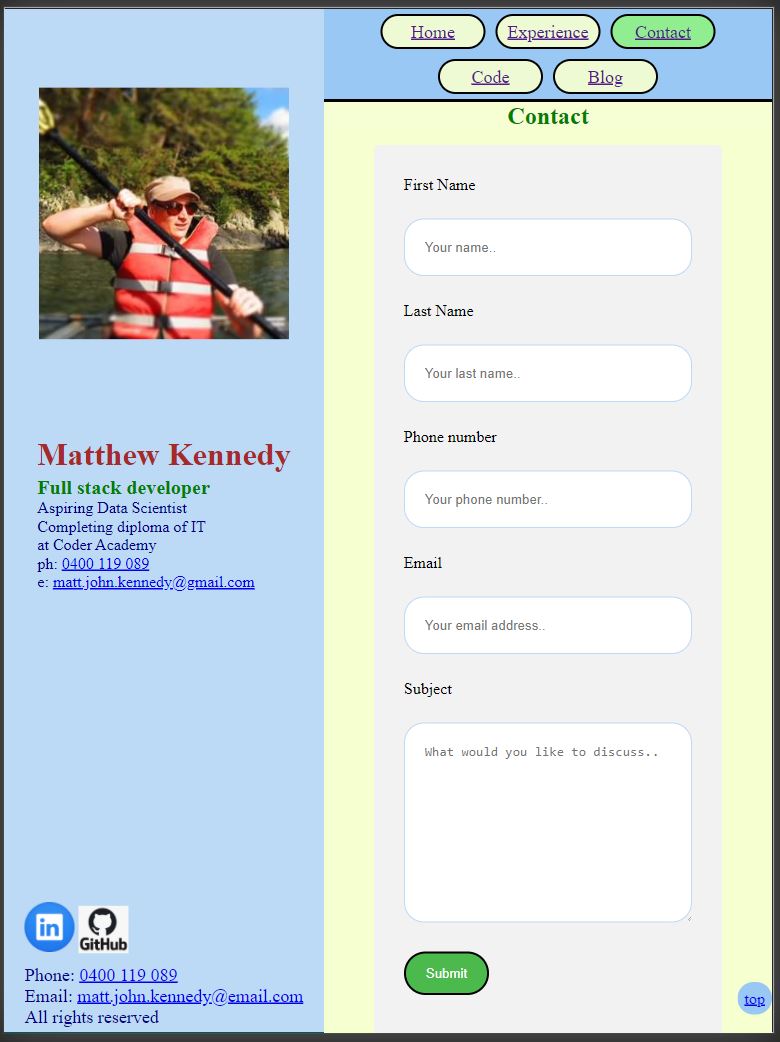 Home
Experience
Contact
Code
Blog
Contact
First Name
Your name..
Last Name
Your last name..
Phone number
Your phone number..
Email
Your email address..
Subject
What would you like to discuss..
Submit
top
Matthew Kennedy
Full stack developer
Aspiring Data Scientist
Completing diploma of IT
at Coder Academy
ph: 0400 119 089
e: matt.john.kennedy@gmail.com
in
GitHub
Phone: 0400 119 089
Email: matt.john.kennedy@email.com
All rights reserved